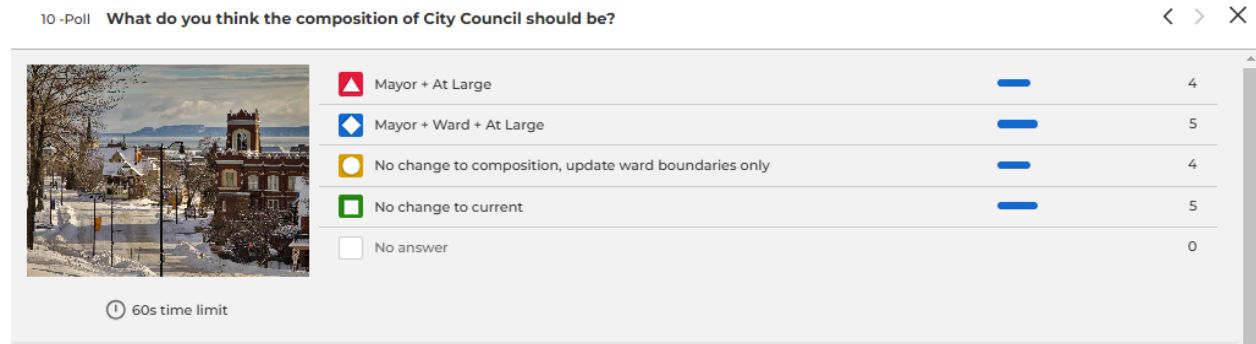 10 -Poll What do you think the composition of City Council should be?
Mayor + At Large 4
Mayor + Ward + At Large 5
No change to composition, update ward boundaries only 4
No change to current 5
No answer 0
60s time limit